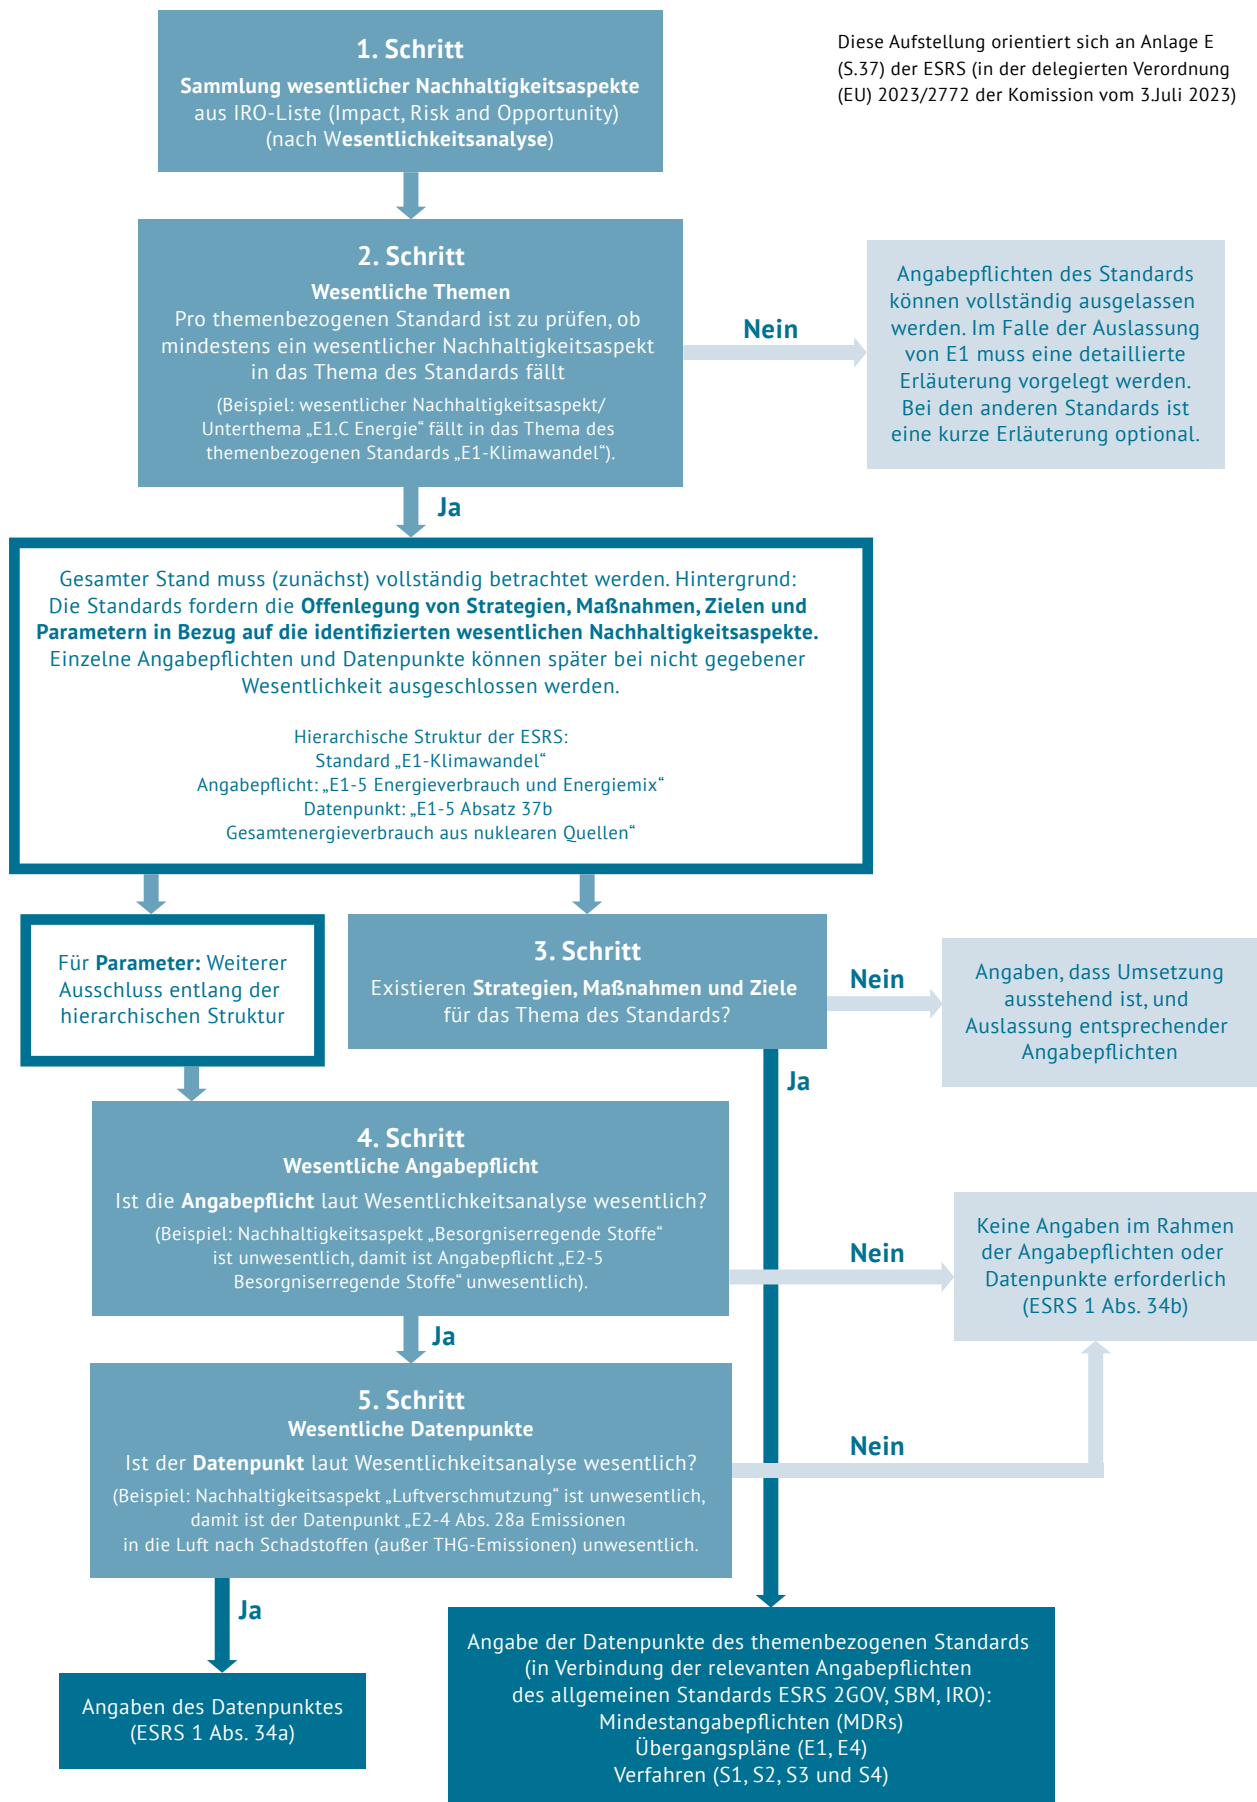 Diese Aufstellung orientiert sich an Anlage E
(S.37) der ESRS (in der delegierten Verordnung
(EU) 2023/2772 der Komission vom 3.Juli 2023)
1. Schritt
Sammlung wesentlicher Nachhaltigkeitsaspekte
aus IRO-Liste (Impact, Risk and Opportunity)
(nach Wesentlichkeitsanalyse)
2. Schritt
Wesentliche Themen
Pro themenbezogenen Standard ist zu prüfen, ob
mindestens ein wesentlicher Nachhaltigkeitsaspekt
in das Thema des Standards fällt
(Beispiel: wesentlicher Nachhaltigkeitsaspekt/
Unterthema „E1.C Energie“ fällt in das Thema des
themenbezogenen Standards „E1-Klimawandel“).
Nein
Angabepflichten des Standards
können vollständig ausgelassen
werden. Im Falle der Auslassung
von E1 muss eine detaillierte
Erläuterung vorgelegt werden.
Bei den anderen Standards ist
eine kurze Erläuterung optional.
Ja
Gesamter Stand muss (zunächst) vollständig betrachtet werden. Hintergrund:
Die Standards fordern die Offenlegung von Strategien, Maßnahmen, Zielen und
Parametern in Bezug auf die identifizierten wesentlichen Nachhaltigkeitsaspekte.
Einzelne Angabepflichten und Datenpunkte können später bei nicht gegebener
Wesentlichkeit ausgeschlossen werden.
Hierarchische Struktur der ESRS:
Standard „E1-Klimawandel“
Angabepflicht: „E1-5 Energieverbrauch und Energiemix“
Datenpunkt: „E1-5 Absatz 37b
Gesamtenergieverbrauch aus nuklearen Quellen“
Für Parameter: Weiterer
Ausschluss entlang der
hierarchischen Struktur
3. Schritt
Existieren Strategien, Maßnahmen und Ziele
für das Thema des Standards?
Nein
Angaben, dass Umsetzung
ausstehend ist, und
Auslassung entsprechender
Angabepflichten
Ja
4. Schritt
Wesentliche Angabepflicht
Ist die Angabepflicht laut Wesentlichkeitsanalyse wesentlich?
(Beispiel: Nachhaltigkeitsaspekt „Besorgniserregende Stoffe“
ist unwesentlich, damit ist Angabepflicht „E2-5
Besorgniserregende Stoffe“ unwesentlich).
Nein
Keine Angaben im Rahmen
der Angabepflichten oder
Datenpunkte erforderlich
(ESRS 1 Abs. 34b)
Ja
5. Schritt
Wesentliche Datenpunkte
Ist der Datenpunkt laut Wesentlichkeitsanalyse wesentlich?
(Beispiel: Nachhaltigkeitsaspekt „Luftverschmutzung“ ist unwesentlich,
damit ist der Datenpunkt „E2-4 Abs. 28a Emissionen
in die Luft nach Schadstoffen (außer THG-Emissionen) unwesentlich.
Nein
Ja
Angaben des Datenpunktes
(ESRS 1 Abs. 34a)
Angabe der Datenpunkte des themenbezogenen Standards
(in Verbindung der relevanten Angabepflichten
des allgemeinen Standards ESRS 2GOV, SBM, IRO):
Mindestangabepflichten (MDRs)
Übergangspläne (E1, E4)
Verfahren (S1, S2, S3 und S4)